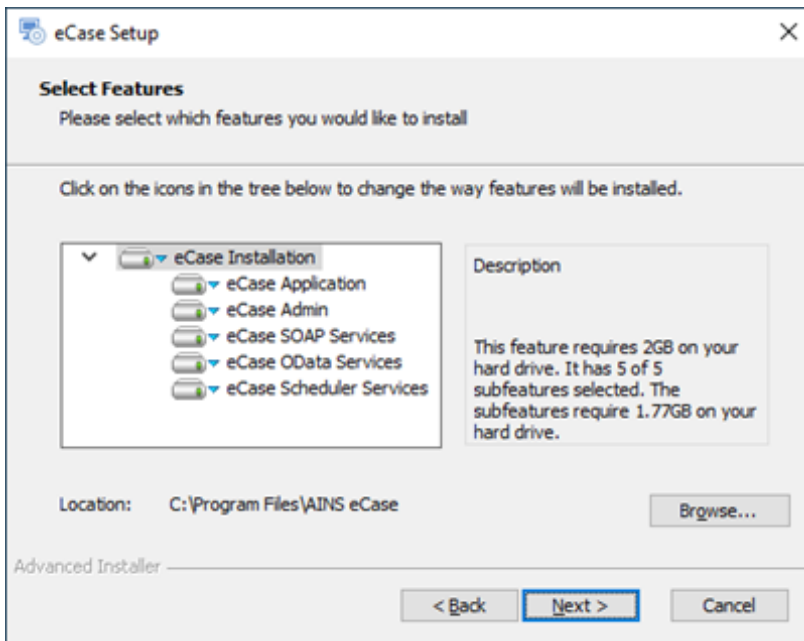 eCase Setup
Select Features
Please select which features you would like to install
Click on the icons in the tree below to change the way features will be installed.
eCase Installation
eCase Application
eCase Admin
eCase SOAP Services
eCase OData Services
eCase Scheduler Services
Description
This feature requires 2GB on your
hard drive. It has 5 of 5
subfeatures selected. The
subfeatures require 1.77GB on your
hard drive.
Location: C:\Program Files\AINS eCase
Browse...
Advanced Installer
< Back
Next >
Cancel